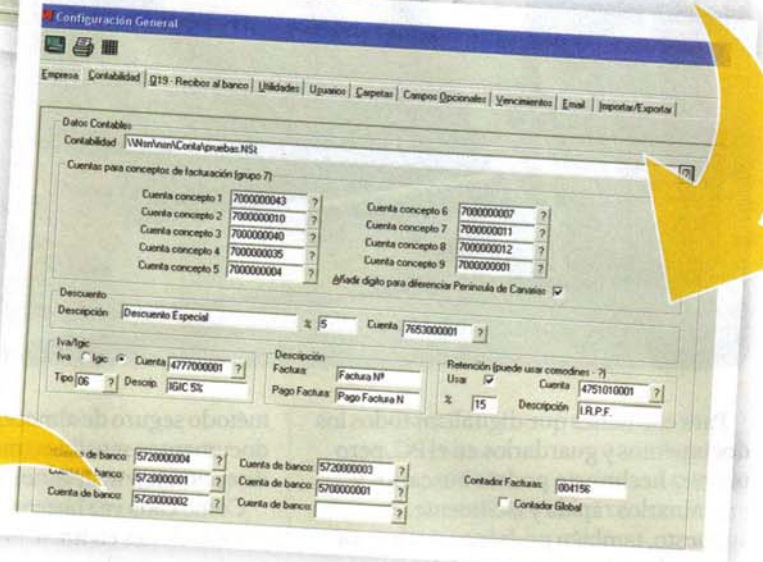 Configuración General
Empresa Contabilidad Q19 - Recibos al banco Utilidades Usuarios Carpetas Campos Opcionales Vencimientos Email Importar/Exportar
Datos Contables
Contabilidad \\Nsn\nsn\Conta\pruebas.NSt ?
Cuentas para conceptos de facturación (grupo 7)
Cuenta concepto 1 7000000043 ? Cuenta concepto 6 7000000007 ?
Cuenta concepto 2 7000000010 ? Cuenta concepto 7 7000000011 ?
Cuenta concepto 3 7000000040 ? Cuenta concepto 8 7000000012 ?
Cuenta concepto 4 7000000035 ? Cuenta concepto 9 7000000001 ?
Cuenta concepto 5 7000000004 ? Añadir digito para diferenciar Peninsula de Canarias
Descuento
Descripción Descuento Especial % 5 Cuenta 7653000001 ?
Iva/Igic
Iva Igic Cuenta 4777000001 ?
Tipo 06 ? Descrip. IGIC 5%
Descripción
Factura: Factura Nº
Pago Factura: Pago Factura N
Retención (puede usar comodines - ?)
Usar Cuenta 4751010001 ?
% 15 Descripción I.R.P.F.
Cuenta de banco: 5720000004 ? Cuenta de banco: 5720000003 ?
Cuenta de banco: 5720000001 ? Cuenta de banco: 5700000001 ? Contador Facturas: 004156
Cuenta de banco: 5720000002 ? Cuenta de banco: ? Contador Global